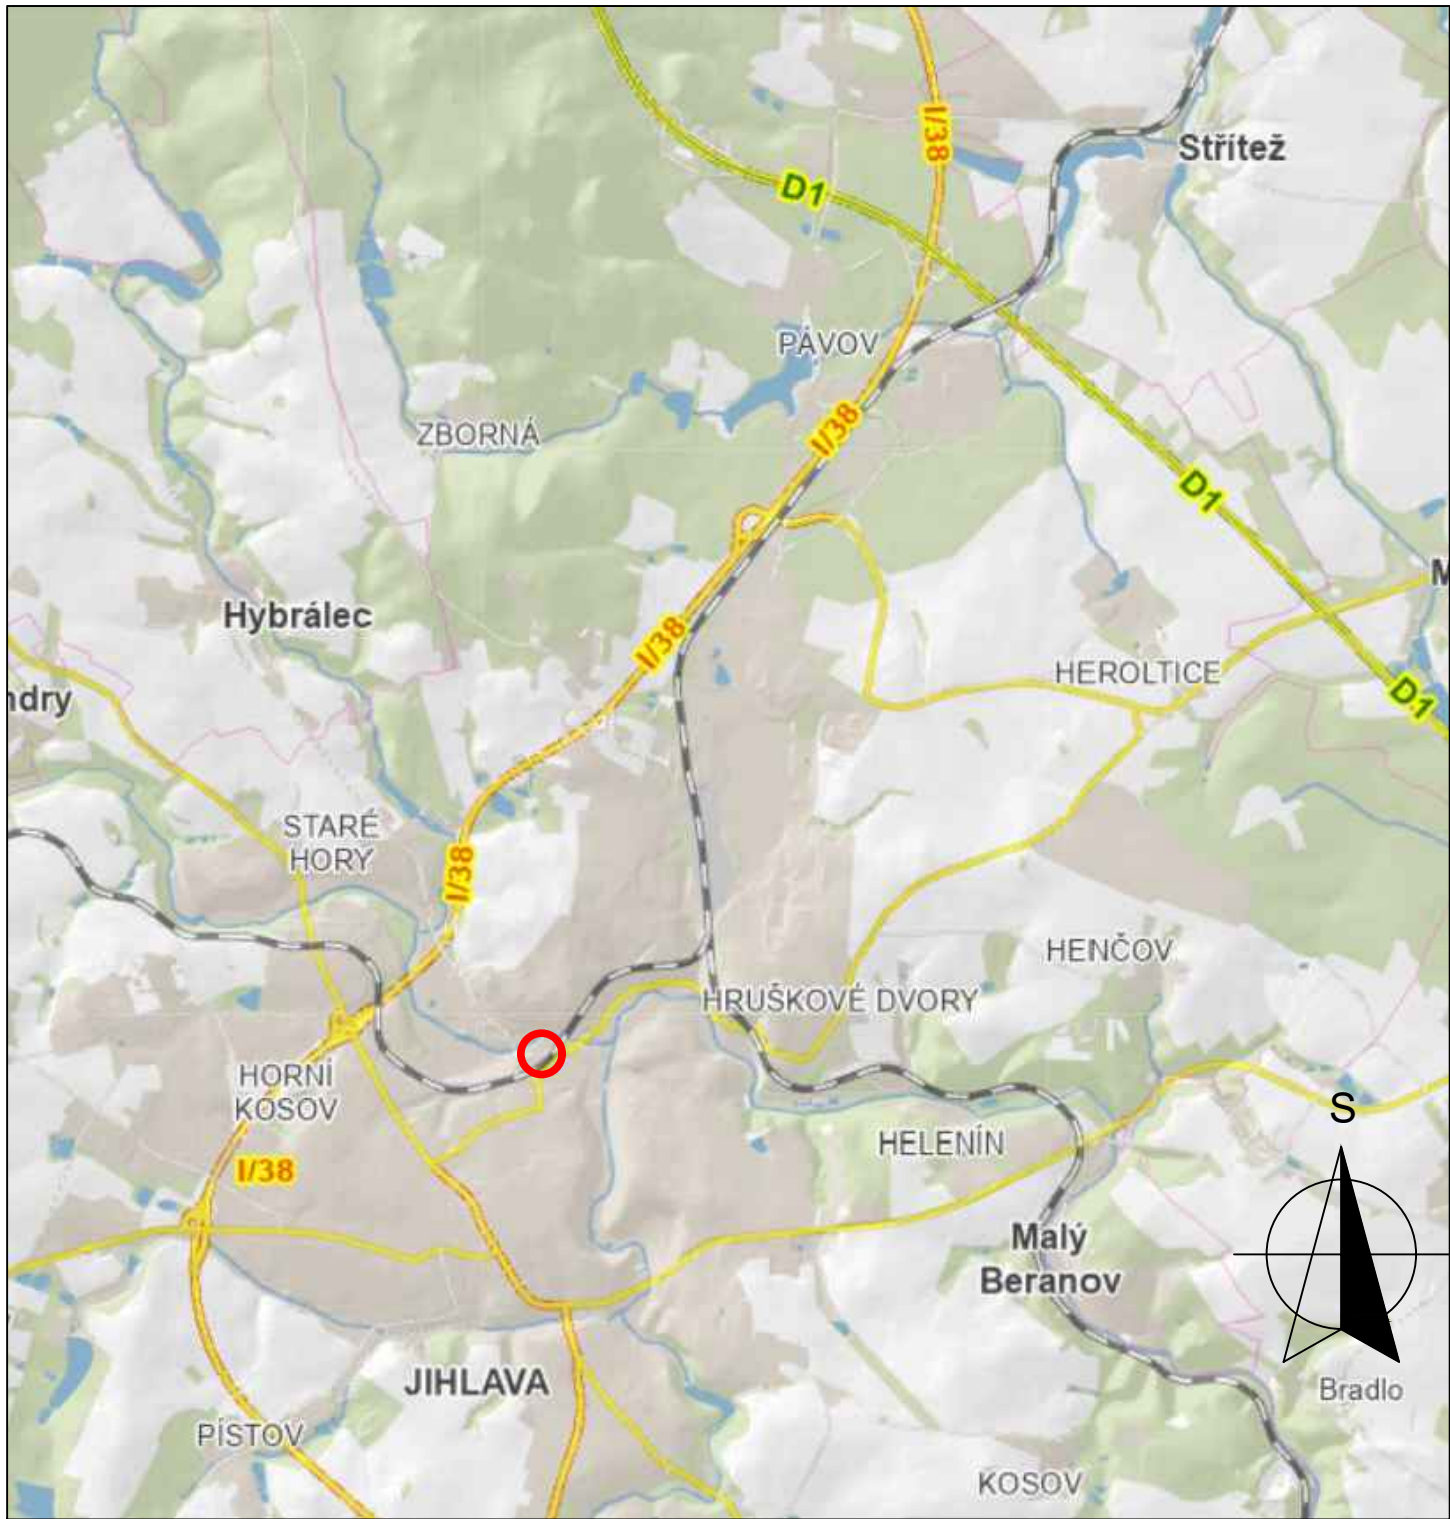 I/38
Střítež
D1
PÁVOV
ZBORNÁ
I/38
D1
Hybrálec
I/38
HEROLTICE
ndry
D1
STARÉ
HORY
I/38
HENČOV
HRUŠKOVÉ DVORY
HORNÍ
KOSOV
S
HELENÍN
I/38
Malý
Beranov
JIHLAVA
Bradlo
PÍSTOV
KOSOV